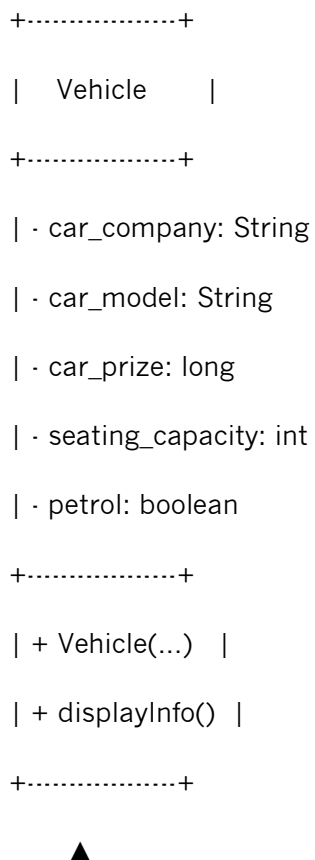 +------------------+
| Vehicle |
+------------------+
| - car_company: String
| - car_model: String
| - car_prize: long
| - seating_capacity: int
| - petrol: boolean
+------------------+
| + Vehicle(...) |
| + displayInfo() |
+------------------+
▲